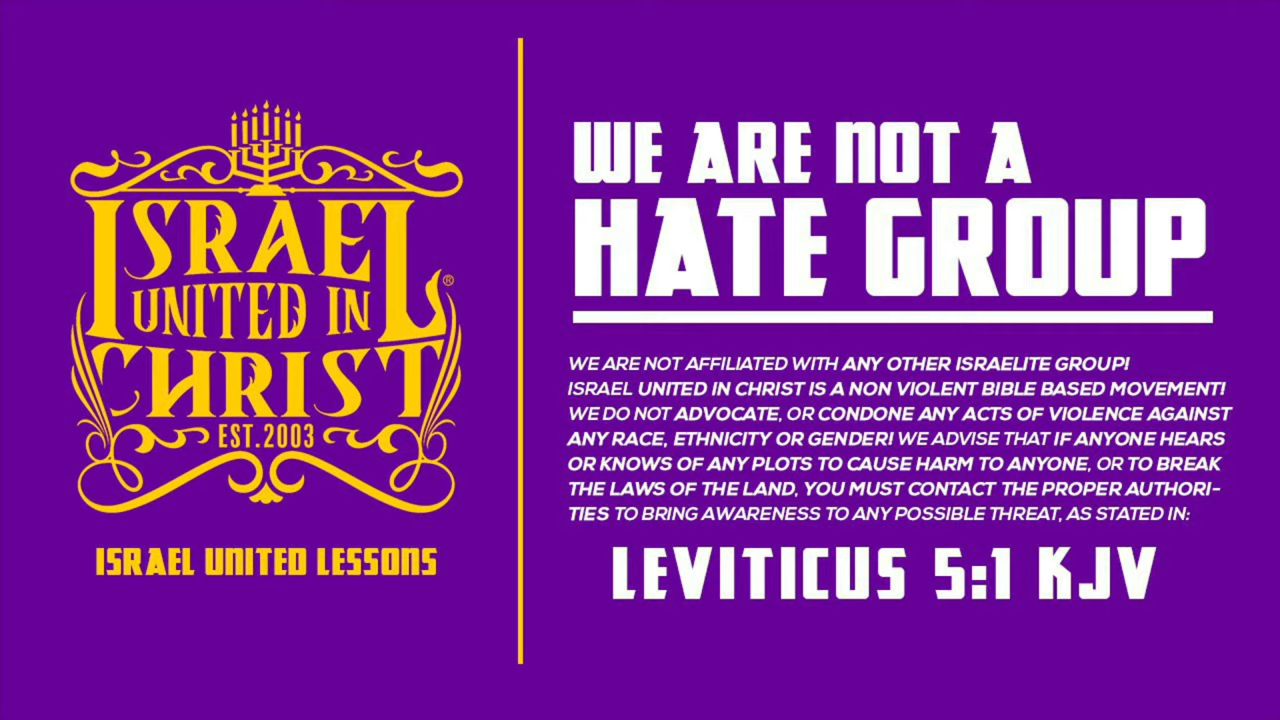 ISRAEL
UNITED IN
CHRIST
®
EST.2003
ISRAEL UNITED LESSONS
WE ARE NOT A
HATE GROUP
WE ARE NOT AFFILIATED WITH ANY OTHER ISRAELITE GROUP!
ISRAEL UNITED IN CHRIST IS A NON VIOLENT BIBLE BASED MOVEMENT!
WE DO NOT ADVOCATE, OR CONDONE ANY ACTS OF VIOLENCE AGAINST
ANY RACE, ETHNICITY OR GENDER! WE ADVISE THAT IF ANYONE HEARS
OR KNOWS OF ANY PLOTS TO CAUSE HARM TO ANYONE, OR TO BREAK
THE LAWS OF THE LAND, YOU MUST CONTACT THE PROPER AUTHORI-
TIES TO BRING AWARENESS TO ANY POSSIBLE THREAT, AS STATED IN:
LEVITICUS 5:1 KJV